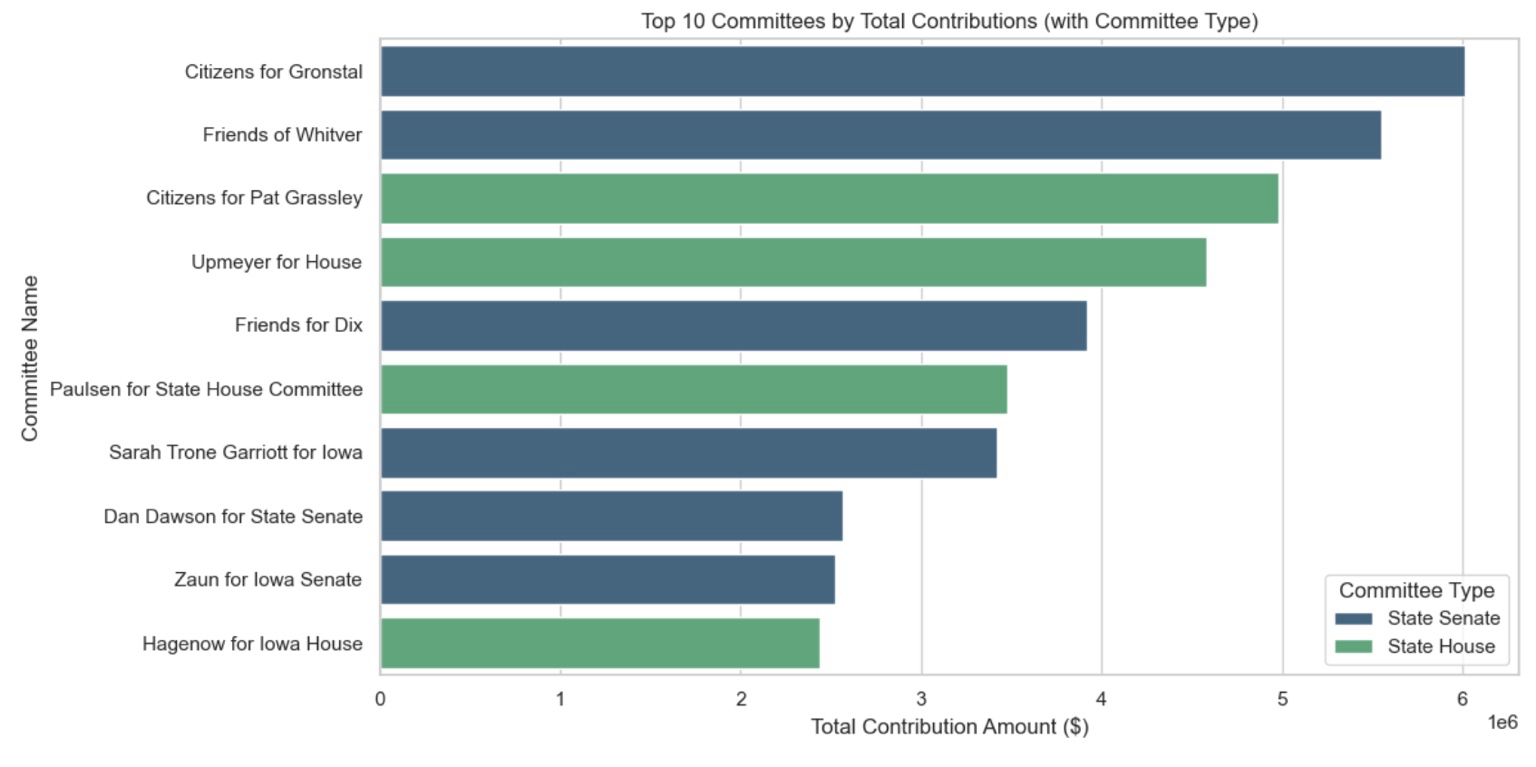 Top 10 Committees by Total Contributions (with Committee Type)
Committee Name
Citizens for Gronstal
Friends of Whitver
Citizens for Pat Grassley
Upmeyer for House
Friends for Dix
Paulsen for State House Committee
Sarah Trone Garriott for Iowa
Dan Dawson for State Senate
Zaun for Iowa Senate
Hagenow for Iowa House
Committee Type
State Senate
State House
0 1 2 3 4 5 6
1e6
Total Contribution Amount ($)